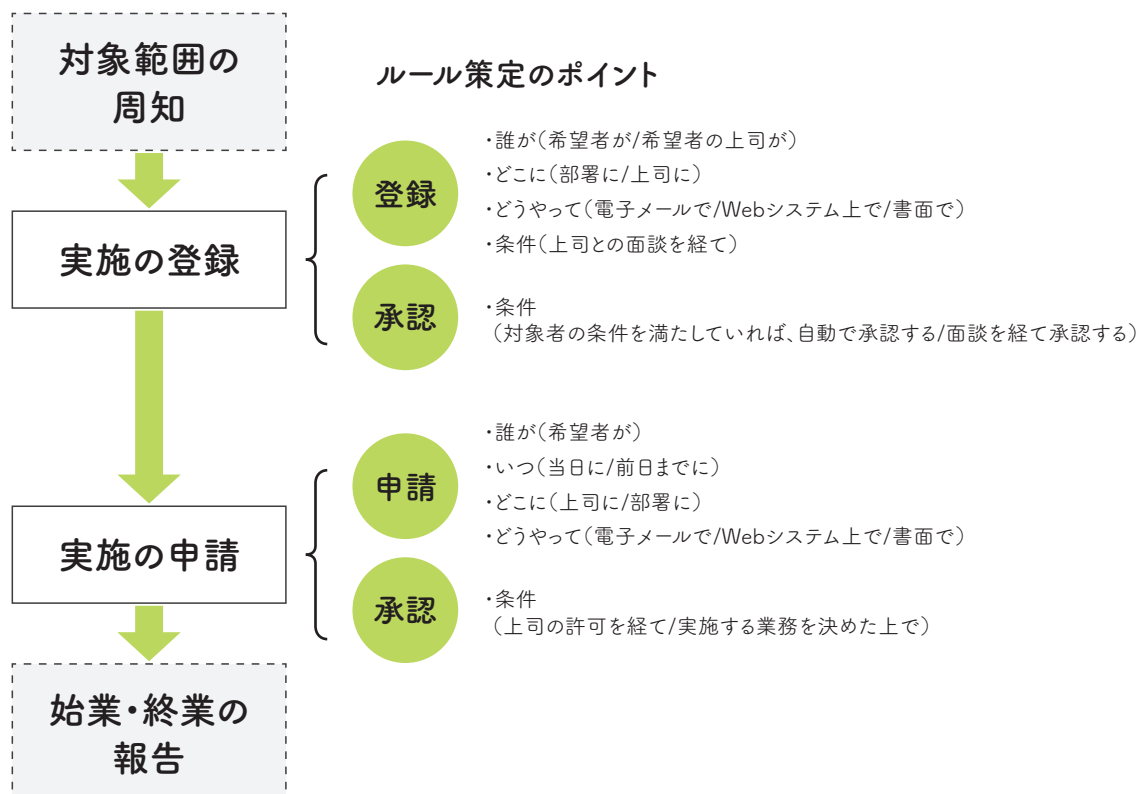 対象範囲の
周知
ルール策定のポイント
実施の登録
登録
・誰が(希望者が/希望者の上司が)
・どこに(部署に/上司に)
・どうやって(電子メールで/Webシステム上で/書面で)
・条件(上司との面談を経て)
承認
・条件
(対象者の条件を満たしていれば、自動で承認する/面談を経て承認する)
実施の申請
申請
・誰が(希望者が)
・いつ(当日に/前日までに)
・どこに(上司に/部署に)
・どうやって(電子メールで/Webシステム上で/書面で)
承認
・条件
(上司の許可を経て/実施する業務を決めた上で)
始業・終業の
報告